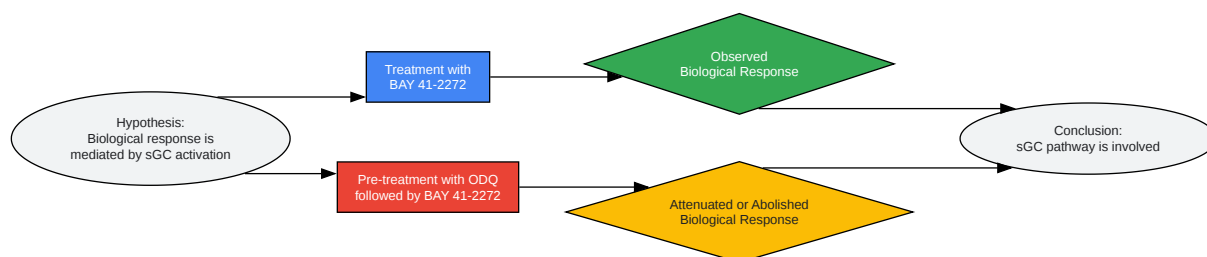 Hypothesis:
Biological response is
mediated by sGC activation
Treatment with
BAY 41-2272
Observed
Biological Response
Pre-treatment with ODQ
followed by BAY 41-2272
Attenuated or Abolished
Biological Response
Conclusion:
sGC pathway is involved